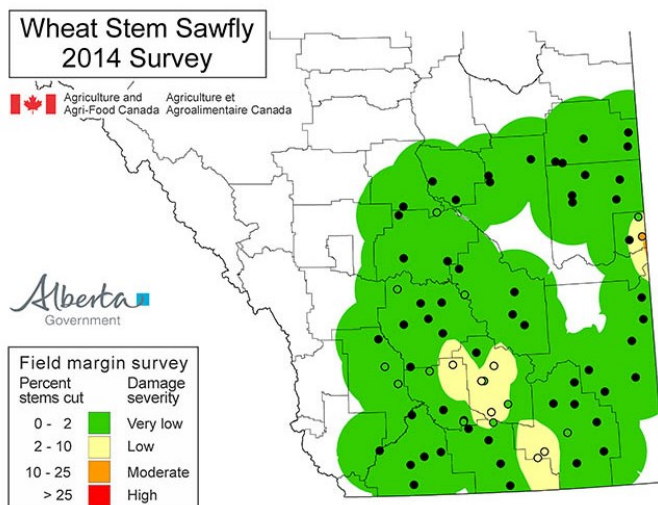 Wheat Stem Sawfly
2014 Survey
Agriculture and Agriculture et
Agri-Food Canada Agroalimentaire Canada
Alberta
Government
Field margin survey
Percent Damage
stems cut severity
0 - 2 Very low
2 - 10 Low
10 - 25 Moderate
> 25 High